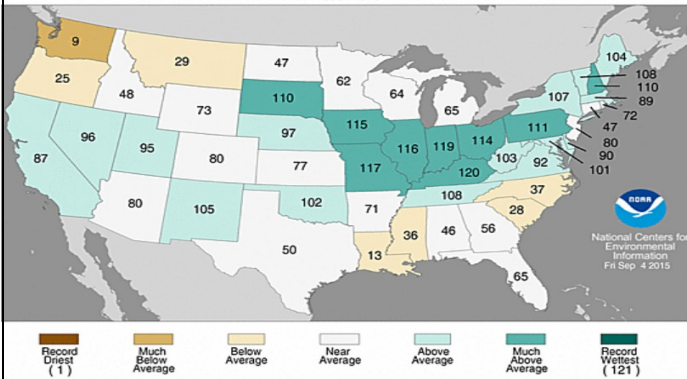 9
29
47
104
25
48
110
62
64
65
107
108
110
89
72
47
80
90
101
73
97
115
116
119
114
111
96
95
87
80
77
117
120
103
92
37
28
80
105
102
71
108
36
46
56
50
13
65
NOAA
National Centers for
Environmental
Information
Fri Sep 4 2015
Record
Driest
( 1 )
Much
Below
Average
Below
Average
Near
Average
Above
Average
Much
Above
Average
Record
Wettest
( 121 )